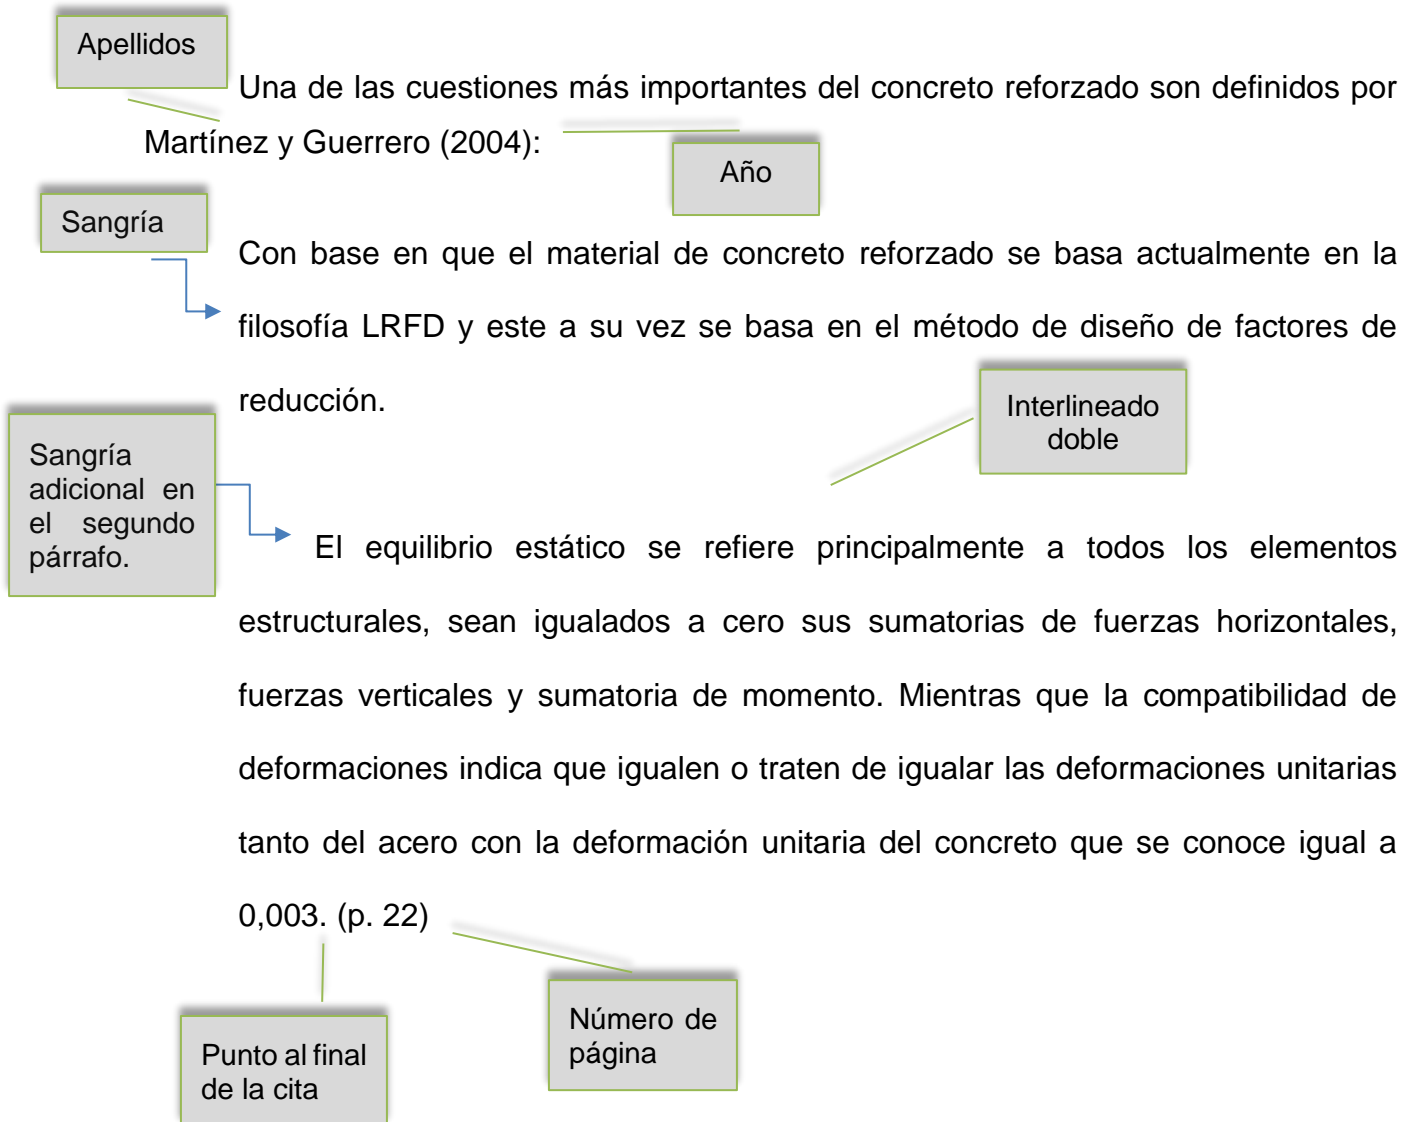 Apellidos
Una de las cuestiones más importantes del concreto reforzado son definidos por
Martínez y Guerrero (2004):
Año
Sangría
Con base en que el material de concreto reforzado se basa actualmente en la
filosofía LRFD y este a su vez se basa en el método de diseño de factores de
reducción.
Interlineado
doble
Sangría
adicional en
el segundo
párrafo.
El equilibrio estático se refiere principalmente a todos los elementos
estructurales, sean igualados a cero sus sumatorias de fuerzas horizontales,
fuerzas verticales y sumatoria de momento. Mientras que la compatibilidad de
deformaciones indica que igualen o traten de igualar las deformaciones unitarias
tanto del acero con la deformación unitaria del concreto que se conoce igual a
0,003. (p. 22)
Número de
página
Punto al final
de la cita